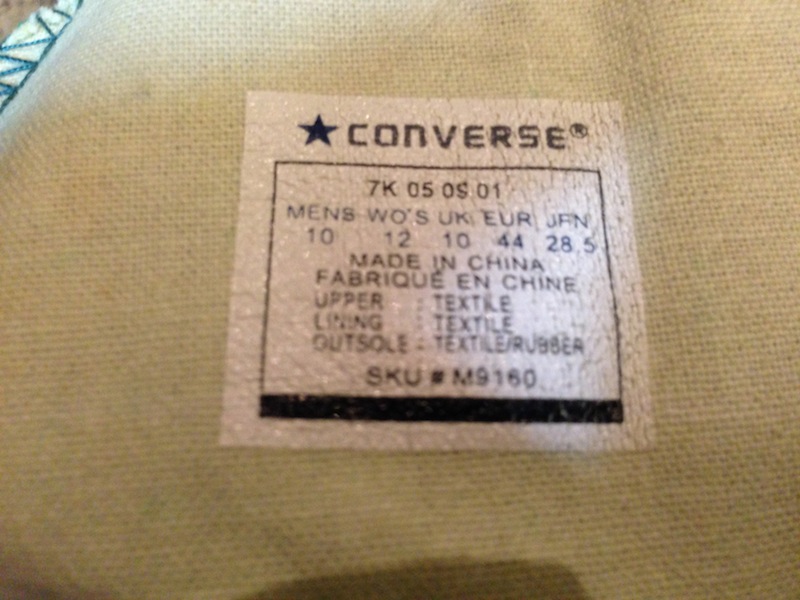 ★CONVERSE®
7K 05 09 01
MENS WO'S UK EUR JPN
10 12 10 44 28.5
MADE IN CHINA
FABRIQUÉ EN CHINE
UPPER : TEXTILE
LINING : TEXTILE
OUTSOLE : TEXTILE/RUBBER
SKU # M9160